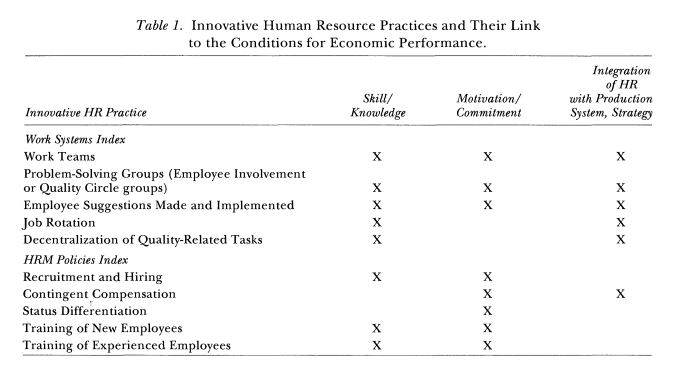 Table 1. Innovative Human Resource Practices and Their Link
to the Conditions for Economic Performance.
Integration
of HR
Skill/ Motivation/ with Production
Innovative HR Practice Knowledge Commitment System, Strategy
Work Systems Index
Work Teams X X X
Problem-Solving Groups (Employee Involvement
or Quality Circle groups) X X X
Employee Suggestions Made and Implemented X X X
Job Rotation X X
Decentralization of Quality-Related Tasks X X
HRM Policies Index
Recruitment and Hiring X X
Contingent Compensation X X
Status Differentiation X
Training of New Employees X X
Training of Experienced Employees X X